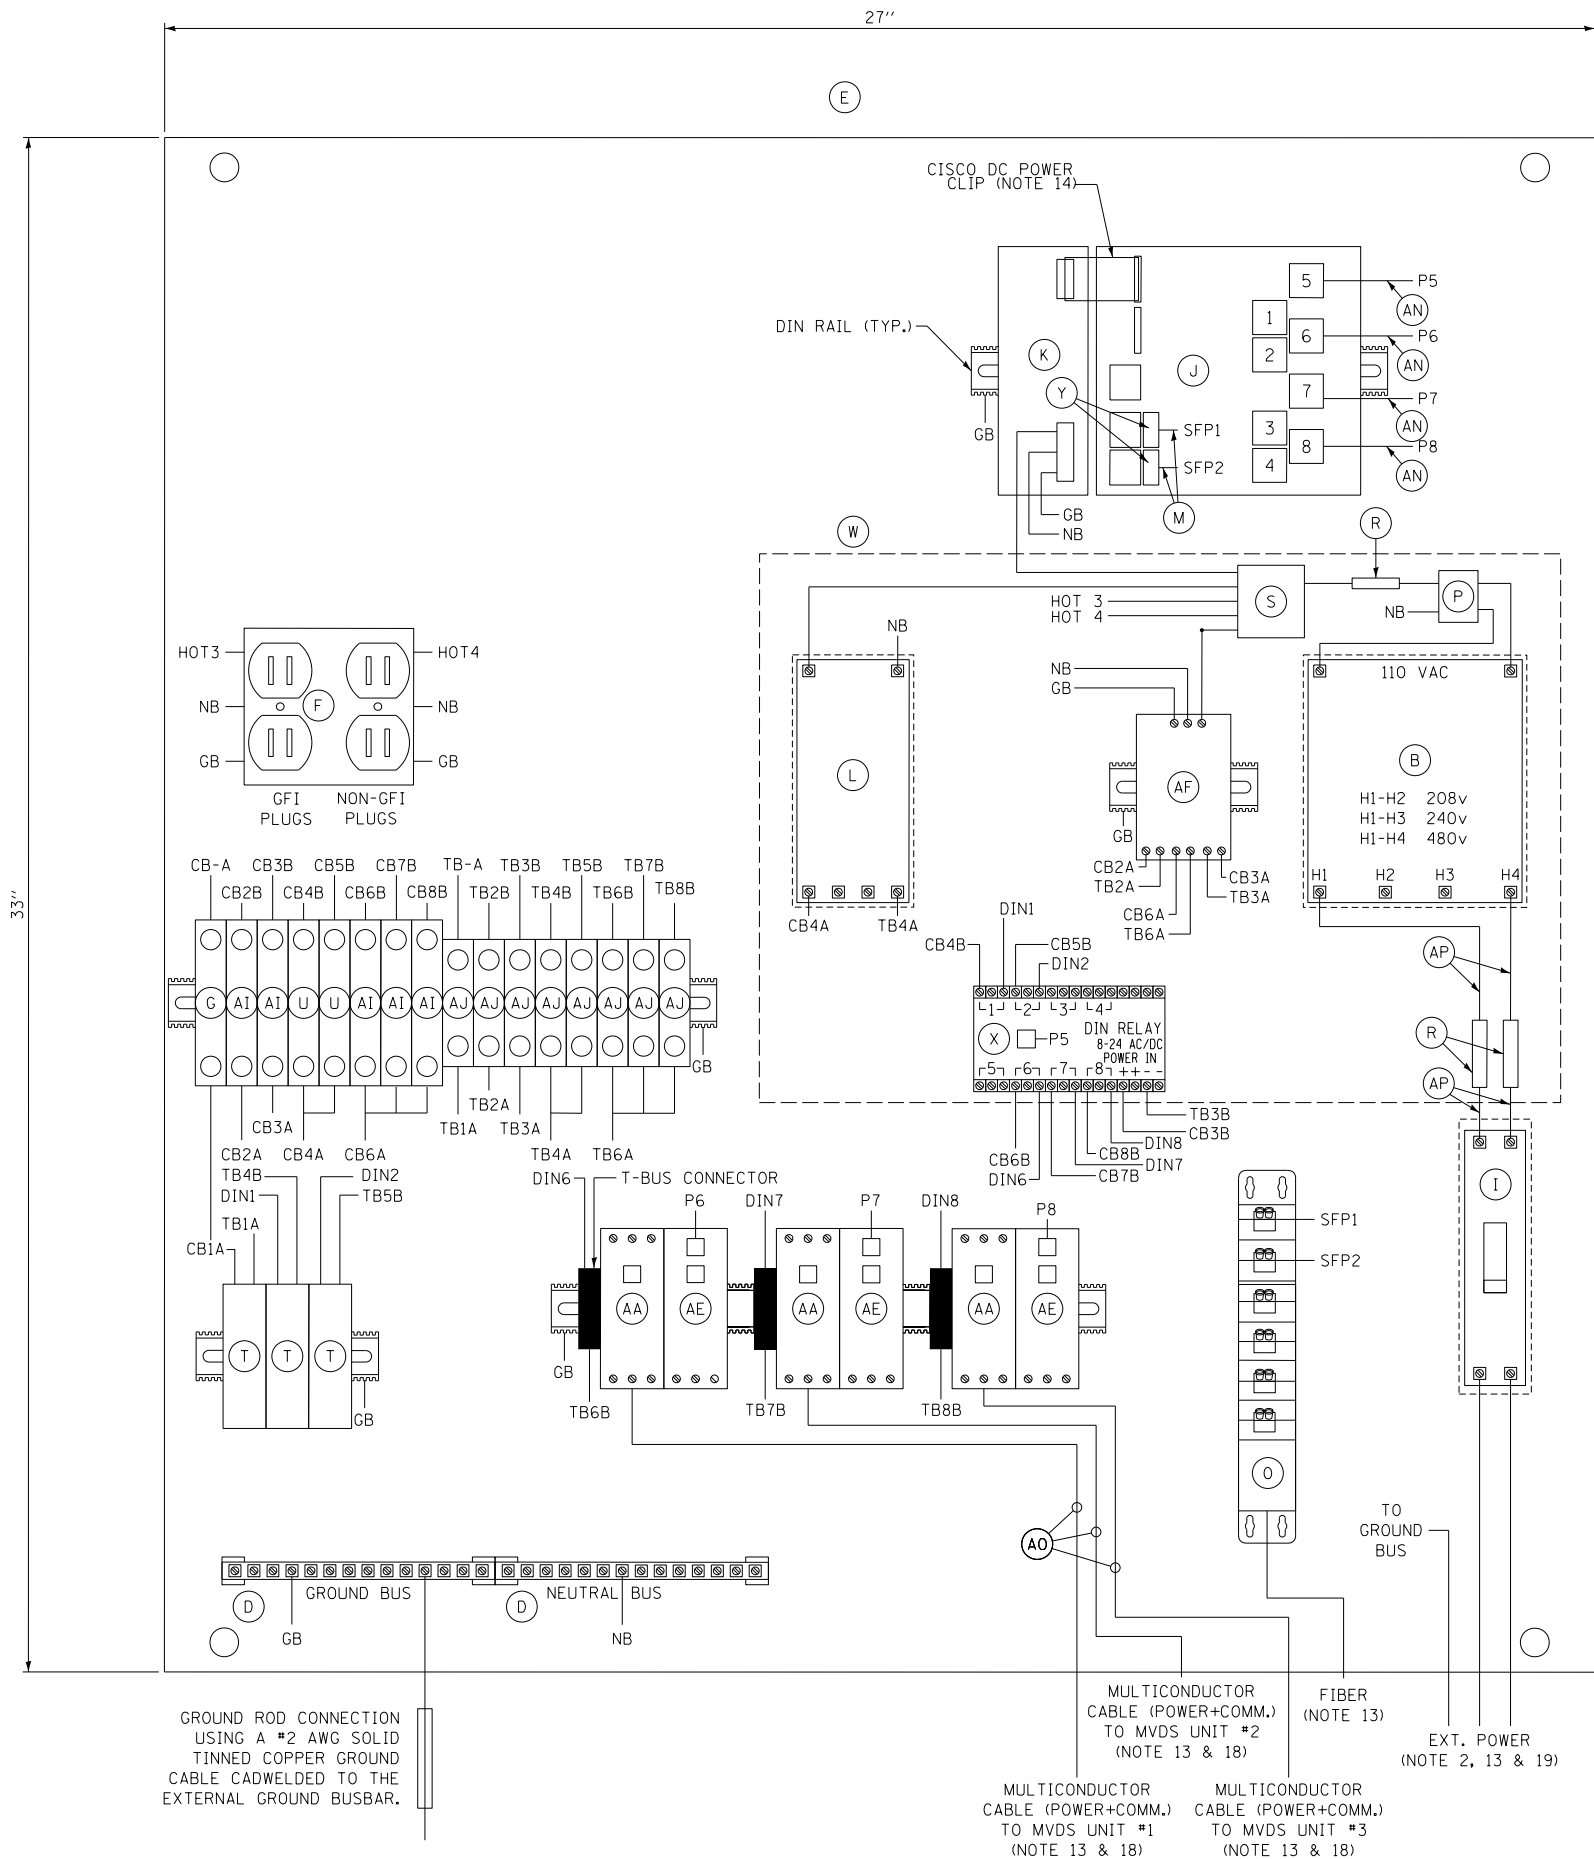 27''
E
33''
CISCO DC POWER
CLIP (NOTE 14)
DIN RAIL (TYP.)
GB
K
Y
J
SFP1
SFP2
M
GB
NB
1
2
3
4
5
6
7
8
P5
AN
P6
AN
P7
AN
P8
AN
W
R
S
P
NB
HOT 3
HOT 4
NB
NB
GB
L
CB4A
TB4A
AF
GB
CB2A
TB2A
CB6A
TB6A
CB3A
TB3A
110 VAC
B
H1-H2 208v
H1-H3 240v
H1-H4 480v
H1
H2
H3
H4
HOT3
HOT4
NB
F
NB
GB
GB
GFI
PLUGS
NON-GFI
PLUGS
CB-A
CB3B
CB5B
CB7B
TB-A
TB3B
TB5B
TB7B
CB2B
CB4B
CB6B
CB8B
TB2B
TB4B
TB6B
TB8B
G
AI
AI
U
U
AI
AI
AI
AJ
AJ
AJ
AJ
AJ
AJ
AJ
AJ
GB
CB3A
TB1A
TB2A
TB3A
CB2A
CB4A
CB6A
TB4A
TB6A
DIN1
CB4B
CB5B
DIN2
1
2
3
4
X
P5
DIN RELAY
8-24 AC/DC
POWER IN
5
6
7
8
++--
TB3B
CB3B
DIN8
CB8B
DIN7
CB7B
CB6B
DIN6
AP
R
AP
I
TB4B
DIN1
TB1A
CB1A
DIN2
TB5B
T
T
T
GB
DIN6
T-BUS CONNECTOR
P6
DIN7
P7
DIN8
P8
AA
AE
AA
AE
AA
AE
GB
TB6B
TB7B
TB8B
SFP1
SFP2
O
AO
TO
GROUND
BUS
GROUND BUS
NEUTRAL BUS
D
D
GB
NB
GROUND ROD CONNECTION
USING A #2 AWG SOLID
TINNED COPPER GROUND
CABLE CADWELDED TO THE
EXTERNAL GROUND BUSBAR.
MULTICONDUCTOR
CABLE (POWER+COMM.)
TO MVDS UNIT #2
(NOTE 13 & 18)
FIBER
(NOTE 13)
EXT. POWER
(NOTE 2, 13 & 19)
MULTICONDUCTOR
CABLE (POWER+COMM.)
TO MVDS UNIT #1
(NOTE 13 & 18)
MULTICONDUCTOR
CABLE (POWER+COMM.)
TO MVDS UNIT #3
(NOTE 13 & 18)